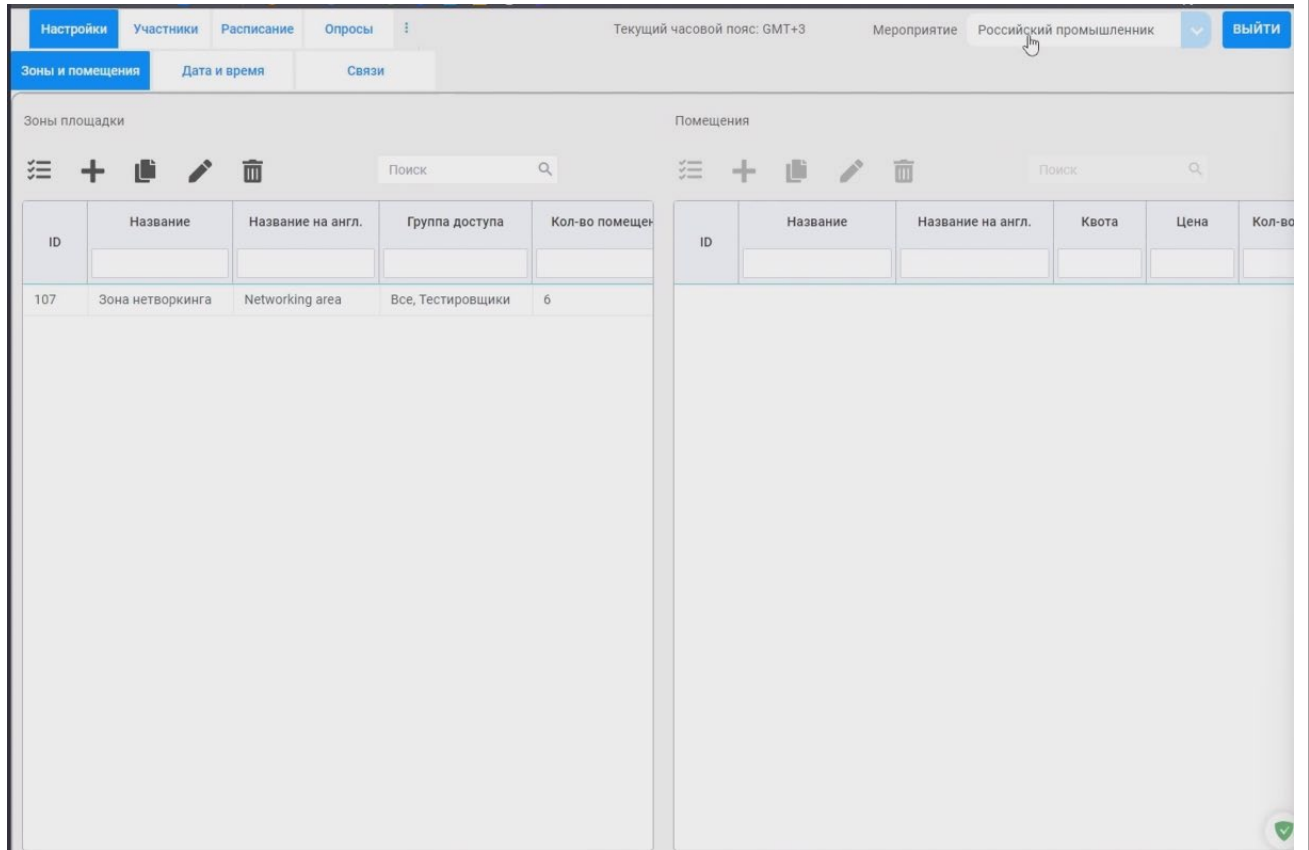 Настройки Участники Расписание Опросы Текущий часовой пояс: GMT+3 Мероприятие Российский промышленник ВЫЙТИ
Зоны и помещения Дата и время Связи
Зоны площадки
Поиск
ID Название Название на англ. Группа доступа Кол-во помещен
107 Зона нетворкинга Networking area Все, Тестировщики 6
Помещения
Поиск
ID Название Название на англ. Квота Цена Кол-во